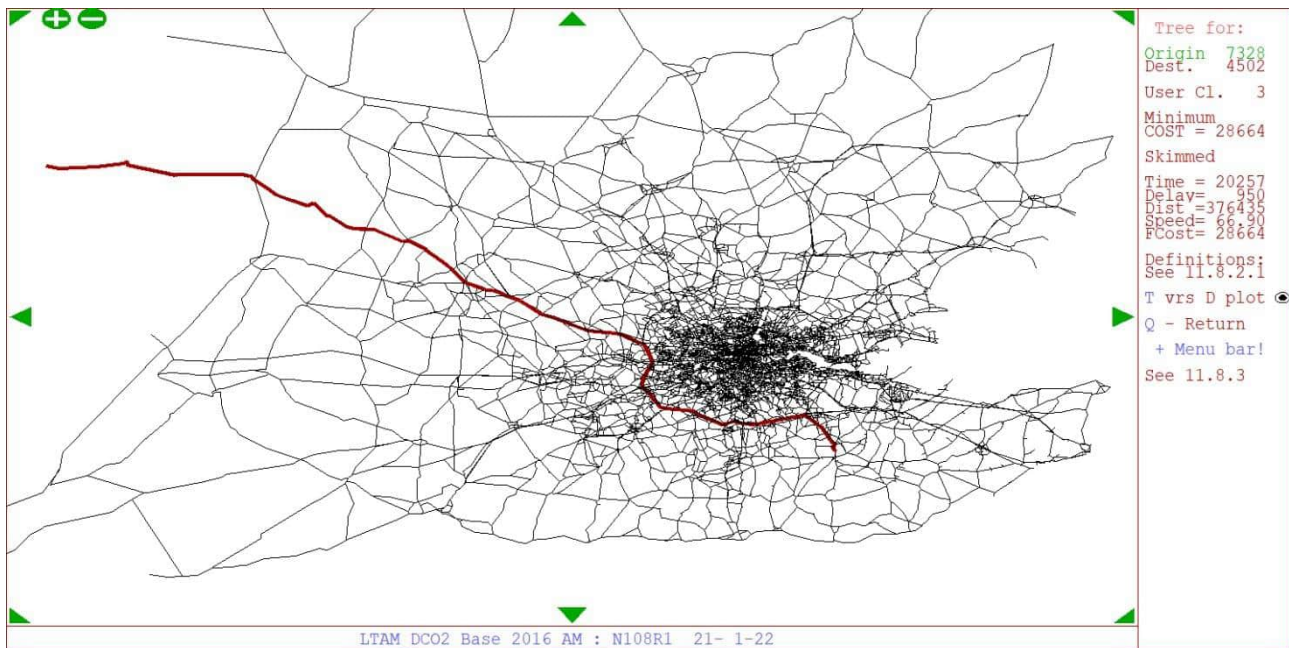 Tree for:
Origin 7328
Dest. 4502
User Cl. 3
Minimum
COST = 28664
Skimmed
Time = 20257
Delay= 950
Dist =376435
Speed= 66.90
FCost= 28664
Definitions:
See 11.8.2.1
T vrs D plot
Q - Return
+ Menu bar!
See 11.8.3
LTAM DCO2 Base 2016 AM : N108R1 21- 1-22